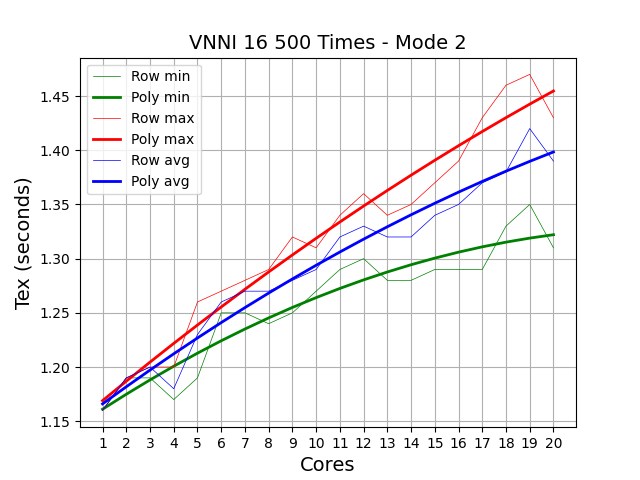 VNNI 16 500 Times - Mode 2
Row min
Poly min
Row max
Poly max
Row avg
Poly avg
Tex (seconds)
1.45
1.40
1.35
1.30
1.25
1.20
1.15
1 2 3 4 5 6 7 8 9 10 11 12 13 14 15 16 17 18 19 20
Cores